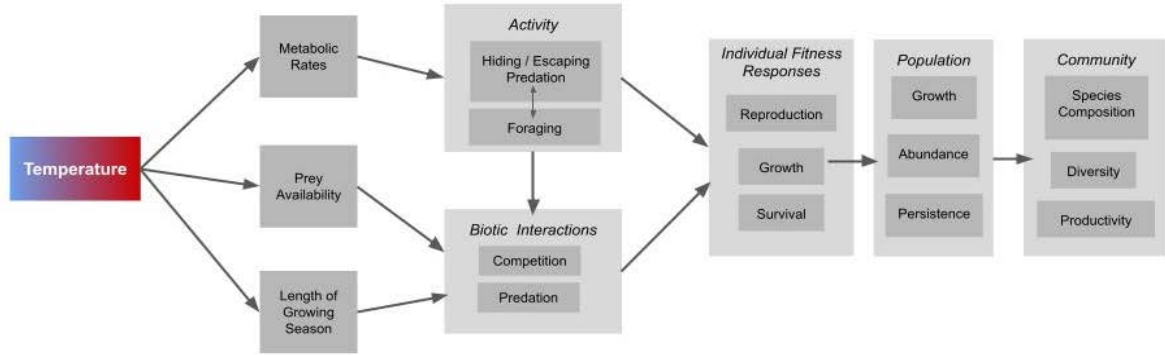 Temperature
Metabolic
Rates
Prey
Availability
Length of
Growing
Season
Activity
Hiding / Escaping
Predation
Foraging
Biotic Interactions
Competition
Predation
Individual Fitness
Responses
Reproduction
Growth
Survival
Population
Growth
Abundance
Persistence
Community
Species
Composition
Diversity
Productivity